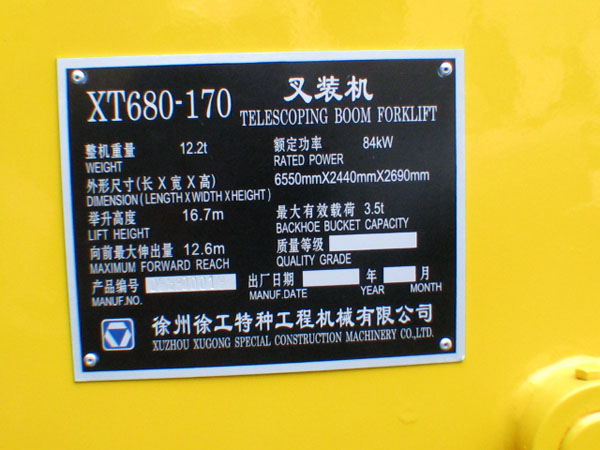 XT680-170 叉装机
TELESCOPING BOOM FORKLIFT
整机重量 12.2t 额定功率 84kW
WEIGHT RATED POWER
外形尺寸(长X宽X高) 6550mmX2440mmX2690mm
DIMENSION(LENGTHXWIDTHXHEIGHT)
举升高度 16.7m 最大有效载荷 3.5t
LIFT HEIGHT BACKHOE BUCKET CAPACITY
向前最大伸出量 12.6m 质量等级
MAXIMUM FORWARD REACH QUALITY GRADE
产品编号 出厂日期 年 月
MANUF.NO. MANUF.DATE YEAR MONTH
徐州徐工特种工程机械有限公司
XUZHOU XUGONG SPECIAL CONSTRUCTION MACHINERY CO.,LTD.